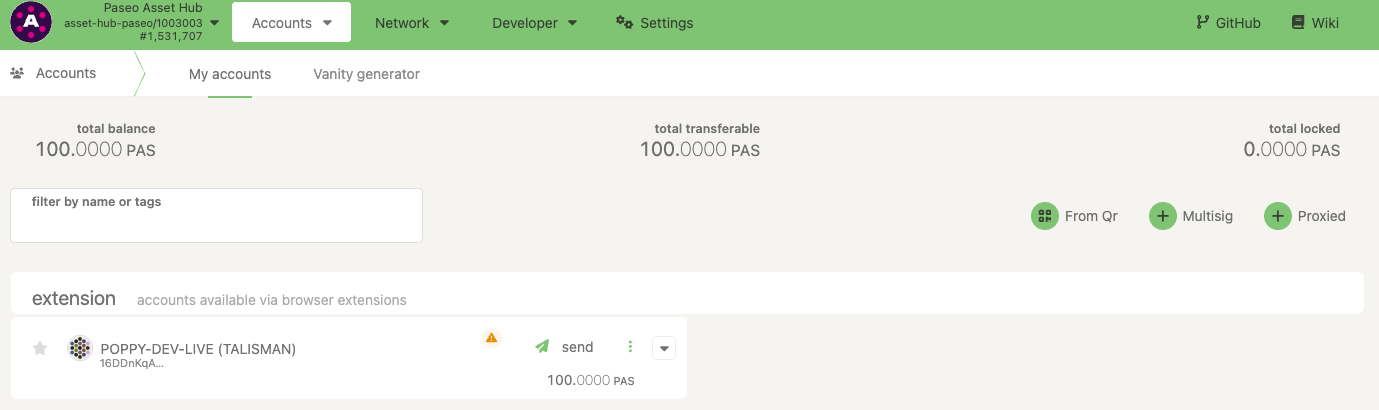 Paseo Asset Hub
asset-hub-paseo/1003003
#1,531,707
Accounts
Network
Developer
Settings
GitHub
Wiki
Accounts
My accounts
Vanity generator
total balance
100.0000 PAS
total transferable
100.0000 PAS
total locked
0.0000 PAS
filter by name or tags
From Qr
Multisig
Proxied
extension accounts available via browser extensions
POPPY-DEV-LIVE (TALISMAN)
16DDnKqA...
send
100.0000 PAS